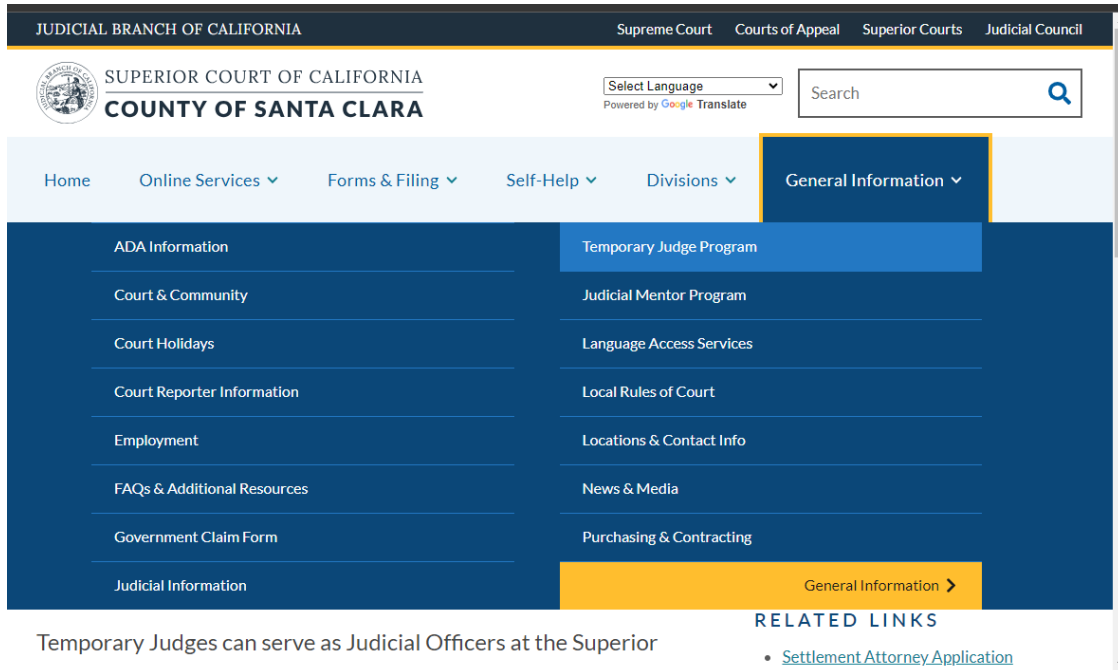 JUDICIAL BRANCH OF CALIFORNIA
Supreme Court Courts of Appeal Superior Courts Judicial Council
SUPERIOR COURT OF CALIFORNIA
COUNTY OF SANTA CLARA
Select Language
Powered by Google Translate
Search
Home Online Services Forms & Filing Self-Help Divisions General Information
ADA Information
Court & Community
Court Holidays
Court Reporter Information
Employment
FAQs & Additional Resources
Government Claim Form
Judicial Information
Temporary Judge Program
Judicial Mentor Program
Language Access Services
Local Rules of Court
Locations & Contact Info
News & Media
Purchasing & Contracting
General Information
Temporary Judges can serve as Judicial Officers at the Superior
RELATED LINKS
Settlement Attorney Application